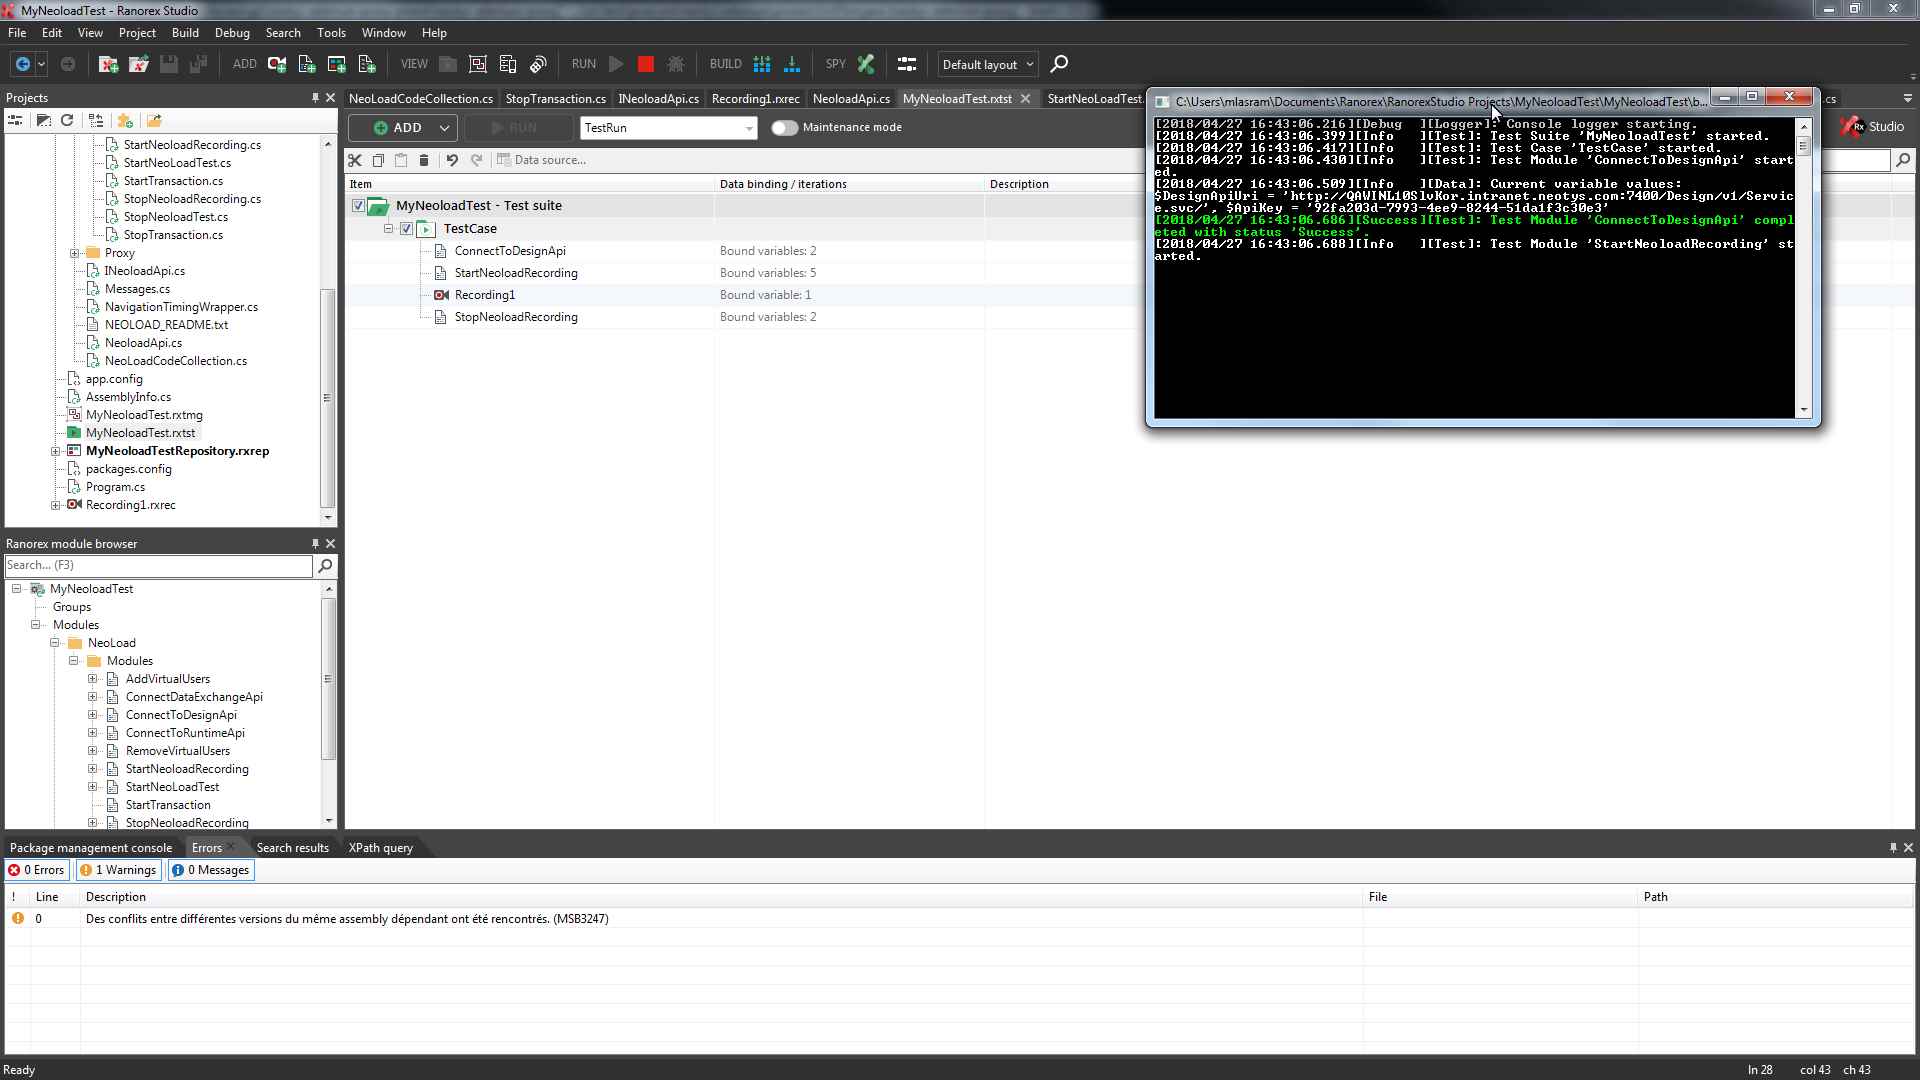 MyNeoloadTest - Ranorex Studio
File Edit View Project Build Debug Search Tools Window Help
ADD VIEW RUN BUILD SPY Default layout
Projects
NeoLoadCodeCollection.cs StopTransaction.cs INeoloadApi.cs Recording1.rxrec NeoloadApi.cs MyNeoloadTest.rxtst StartNeoLoadTest. .cs
StartNeoloadRecording.cs
StartNeoLoadTest.cs
StartTransaction.cs
StopNeoloadRecording.cs
StopNeoloadTest.cs
StopTransaction.cs
Proxy
INeoloadApi.cs
Messages.cs
NavigationTimingWrapper.cs
NEOLOAD_README.txt
NeoloadApi.cs
NeoLoadCodeCollection.cs
app.config
AssemblyInfo.cs
MyNeoloadTest.rxtmg
MyNeoloadTest.rxtst
MyNeoloadTestRepository.rxrep
packages.config
Program.cs
Recording1.rxrec
ADD RUN TestRun Maintenance mode
Rx Studio
Data source...
Item Data binding / iterations Description
MyNeoloadTest - Test suite
TestCase
ConnectToDesignApi Bound variables: 2
StartNeoloadRecording Bound variables: 5
Recording1 Bound variable: 1
StopNeoloadRecording Bound variables: 2
C:\Users\mlasram\Documents\Ranorex\RanorexStudio Projects\MyNeoloadTest\MyNeoloadTest\b...
[2018/04/27 16:43:06.216][Debug ][Logger]: Console logger starting.
[2018/04/27 16:43:06.399][Info ][Test]: Test Suite 'MyNeoloadTest' started.
[2018/04/27 16:43:06.417][Info ][Test]: Test Case 'TestCase' started.
[2018/04/27 16:43:06.430][Info ][Test]: Test Module 'ConnectToDesignApi' start
ed.
[2018/04/27 16:43:06.509][Info ][Data]: Current variable values:
$DesignApiUri = 'http://QAWINL10SlvKor.intranet.neotys.com:7400/Design/v1/Servic
e.svc/', $ApiKey = '92fa203d-7993-4ee9-8244-51da1f3c30e3'
[2018/04/27 16:43:06.686][Success][Test]: Test Module 'ConnectToDesignApi' compl
eted with status 'Success'.
[2018/04/27 16:43:06.688][Info ][Test]: Test Module 'StartNeoloadRecording' st
arted.
Ranorex module browser
Search... (F3)
MyNeoloadTest
Groups
Modules
NeoLoad
Modules
AddVirtualUsers
ConnectDataExchangeApi
ConnectToDesignApi
ConnectToRuntimeApi
RemoveVirtualUsers
StartNeoloadRecording
StartNeoLoadTest
StartTransaction
StopNeoloadRecording
Package management console Errors Search results XPath query
0 Errors 1 Warnings 0 Messages
! Line Description File Path
0 Des conflits entre différentes versions du même assembly dépendant ont été rencontrés. (MSB3247)
Ready ln 28 col 43 ch 43